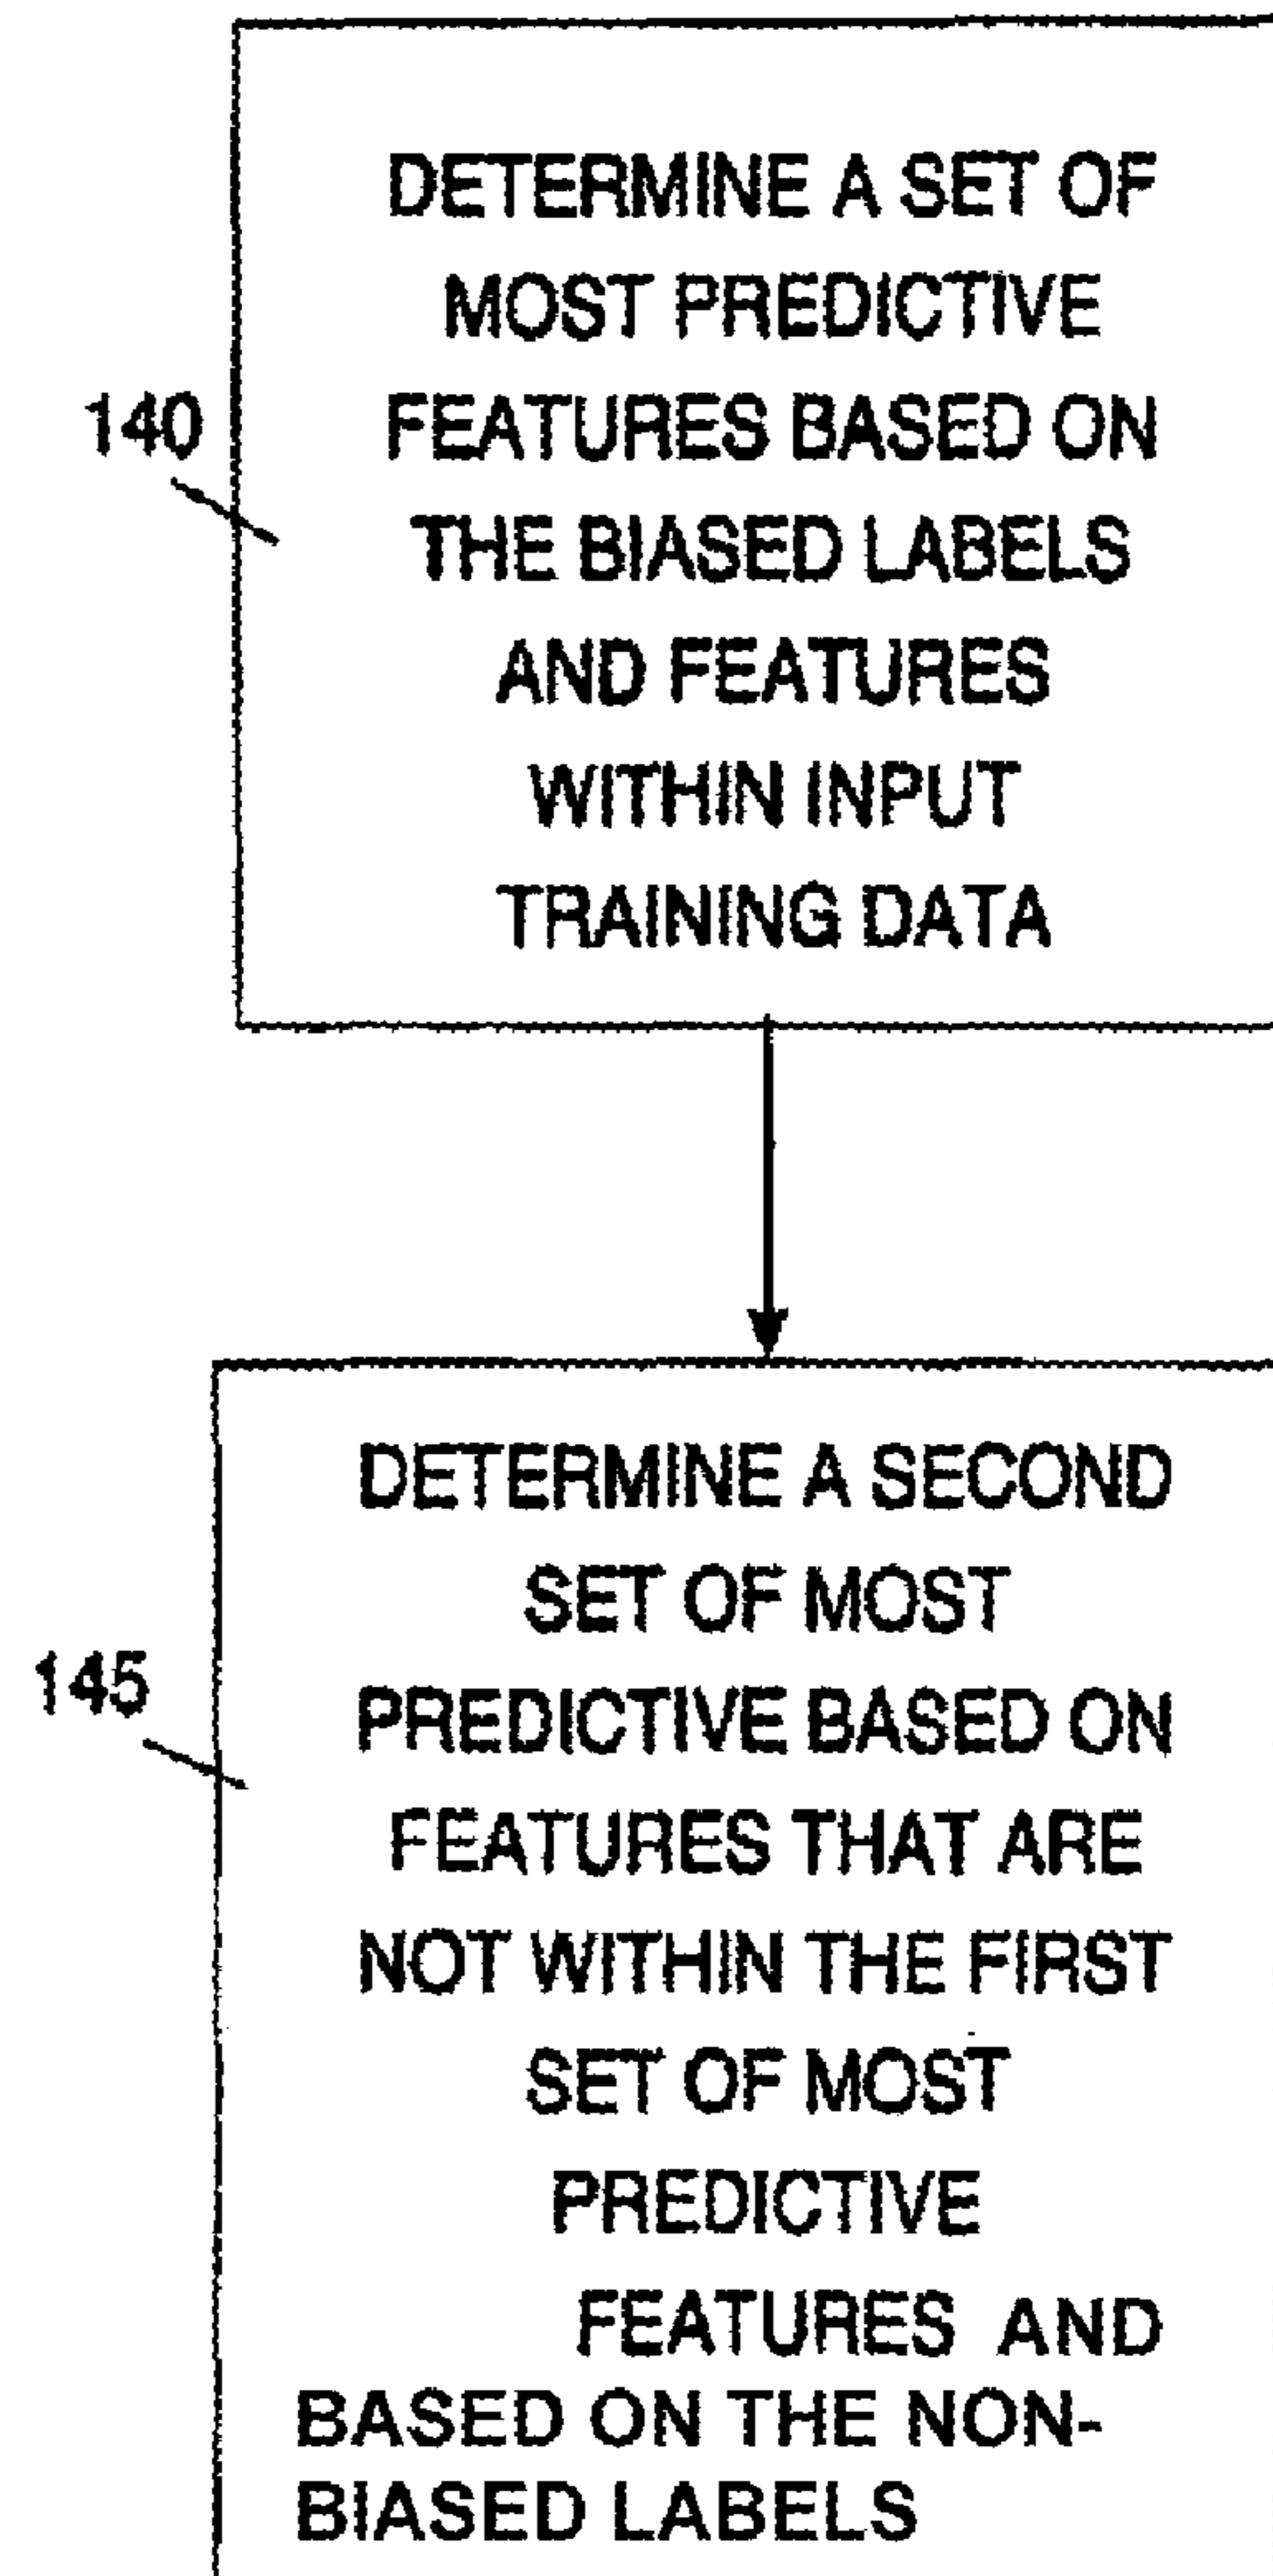 DETERMINE A SET OF
MOST PREDICTIVE
140
FEATURES BASED ON
THE BIASED LABELS
AND FEATURES
WITHIN INPUT
TRAINING DATA
DETERMINE A SECOND
SET OF MOST
145
PREDICTIVE BASED ON
FEATURES THAT ARE
NOT WITHIN THE FIRST
SET OF MOST
PREDICTIVE
FEATURES AND
BASED ON THE NON-
BIASED LABELS